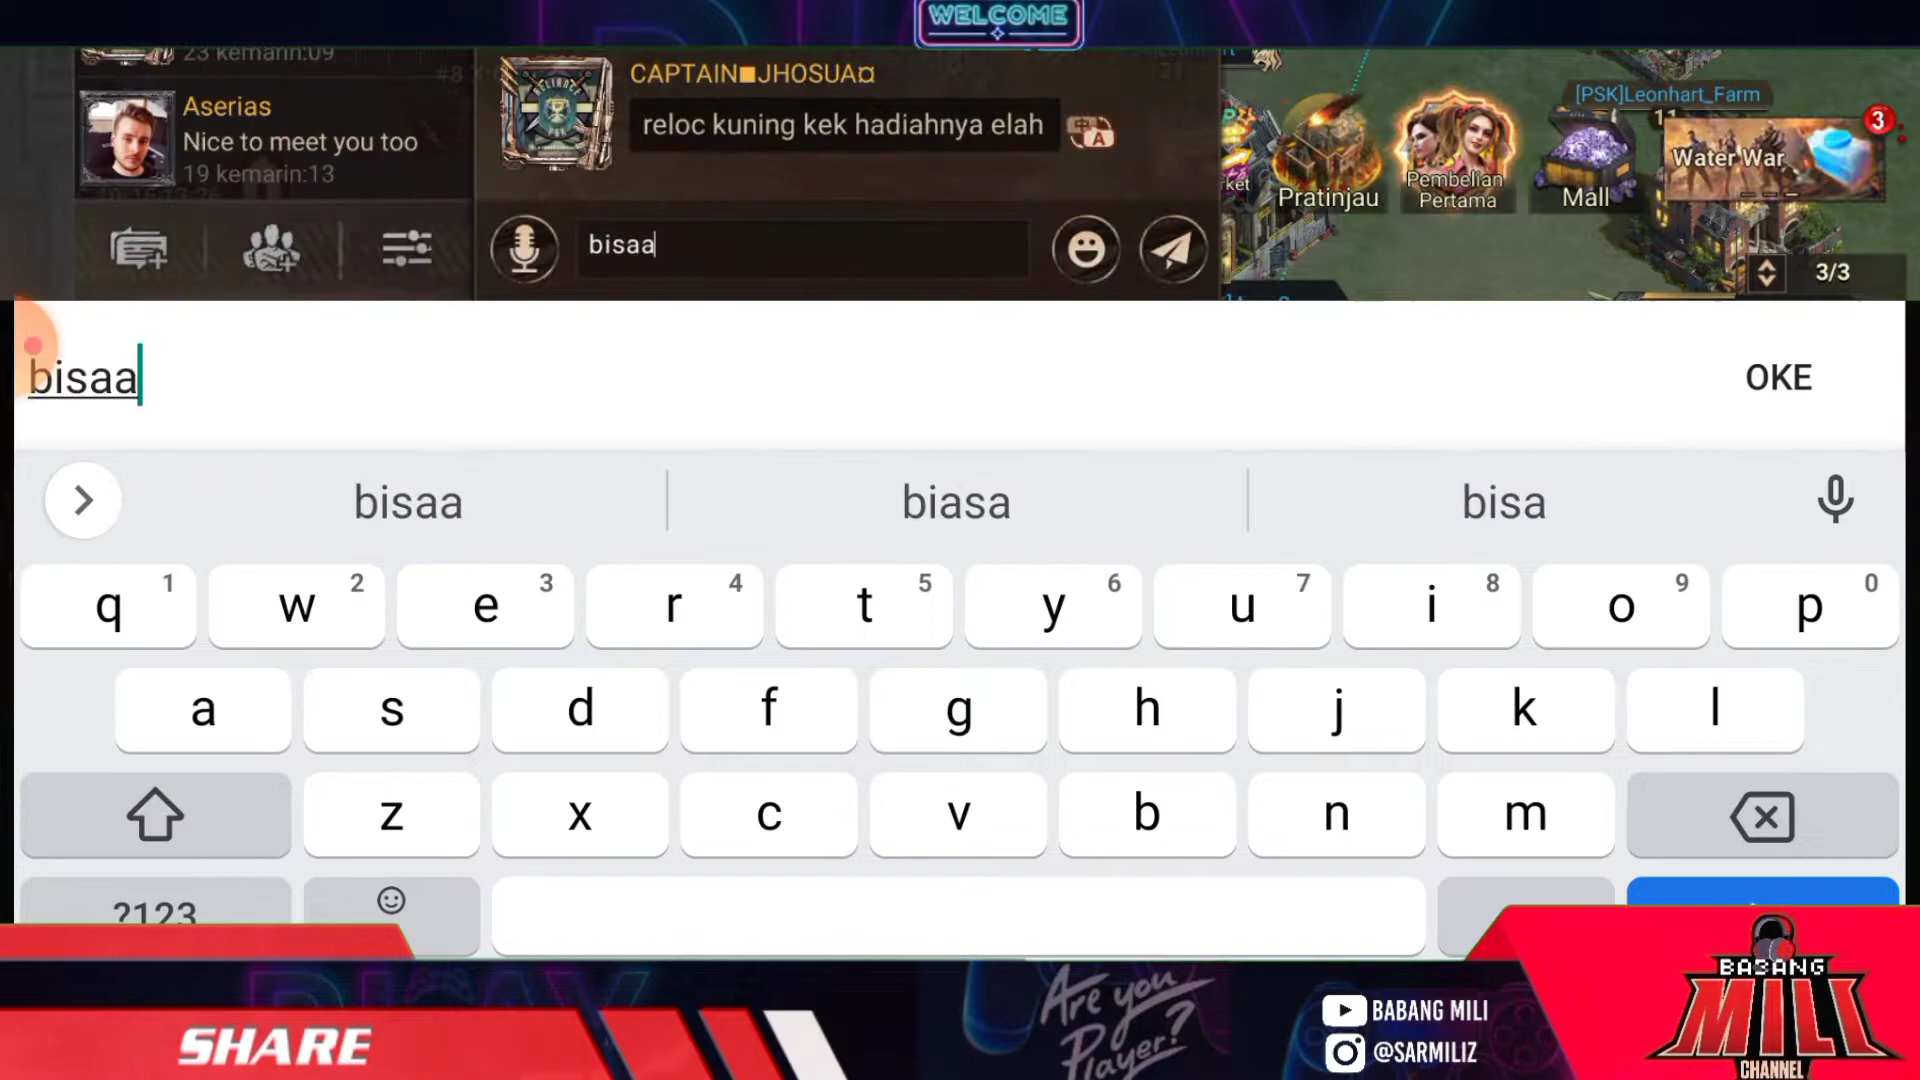 WELCOME
23 kemarin:09
Aserias
Nice to meet you too
19 kemarin:13
CAPTAIN■JHOSUA¤
reloc kuning kek hadiahnya elah
bisaa
[PSK]Leonhart_Farm
11
3
Water War
Pratinjau
Pembelian
Pertama
Mall
3/3
bisaa
OKE
bisaa
biasa
bisa
q 1 w 2 e 3 r 4 t 5 y 6 u 7 i 8 o 9 p 0
a s d f g h j k l
z x c v b n m
?123
SHARE
Are you
Player?
BABANG MILI
@SARMILIZ
BABANG
MILI
CHANNEL